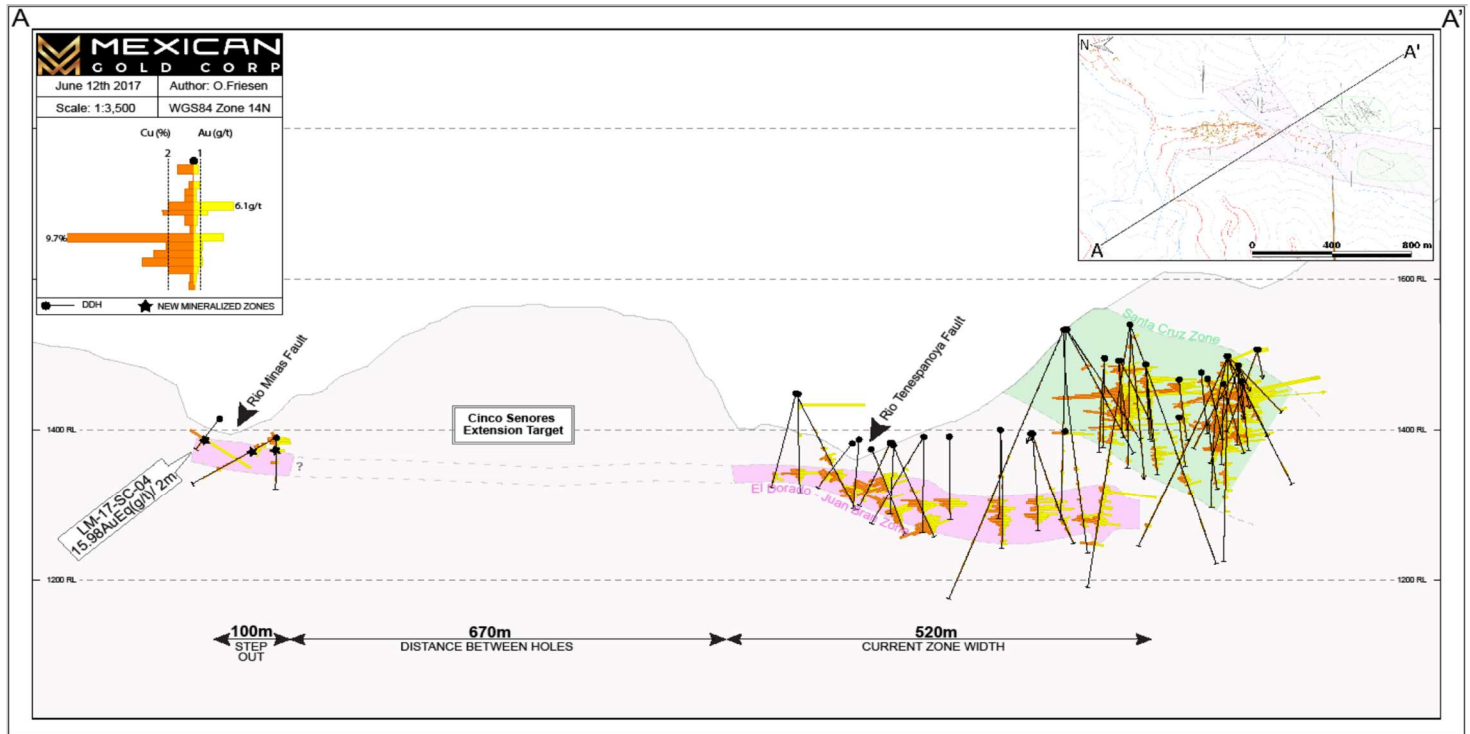 A
A'
MEXICAN
GOLD CORP
June 12th 2017
Author: O.Friesen
Scale: 1:3,500
WGS84 Zone 14N
Cu (%)
Au (g/t)
2
1
6.1g/t
9.7%
DDH
NEW MINERALIZED ZONES
N
A'
A
0
400
800 m
1600 RL
1600 RL
Santa Cruz Zone
Rio Minas Fault
Rio Tenespanoya Fault
Cinco Senores
Extension Target
1400 RL
1400 RL
?
LM-17-SC-04
15.98AuEq(g/t)/ 2m
El Dorado - Juan Bran Zone
1200 RL
1200 RL
100m
STEP
OUT
670m
DISTANCE BETWEEN HOLES
520m
CURRENT ZONE WIDTH